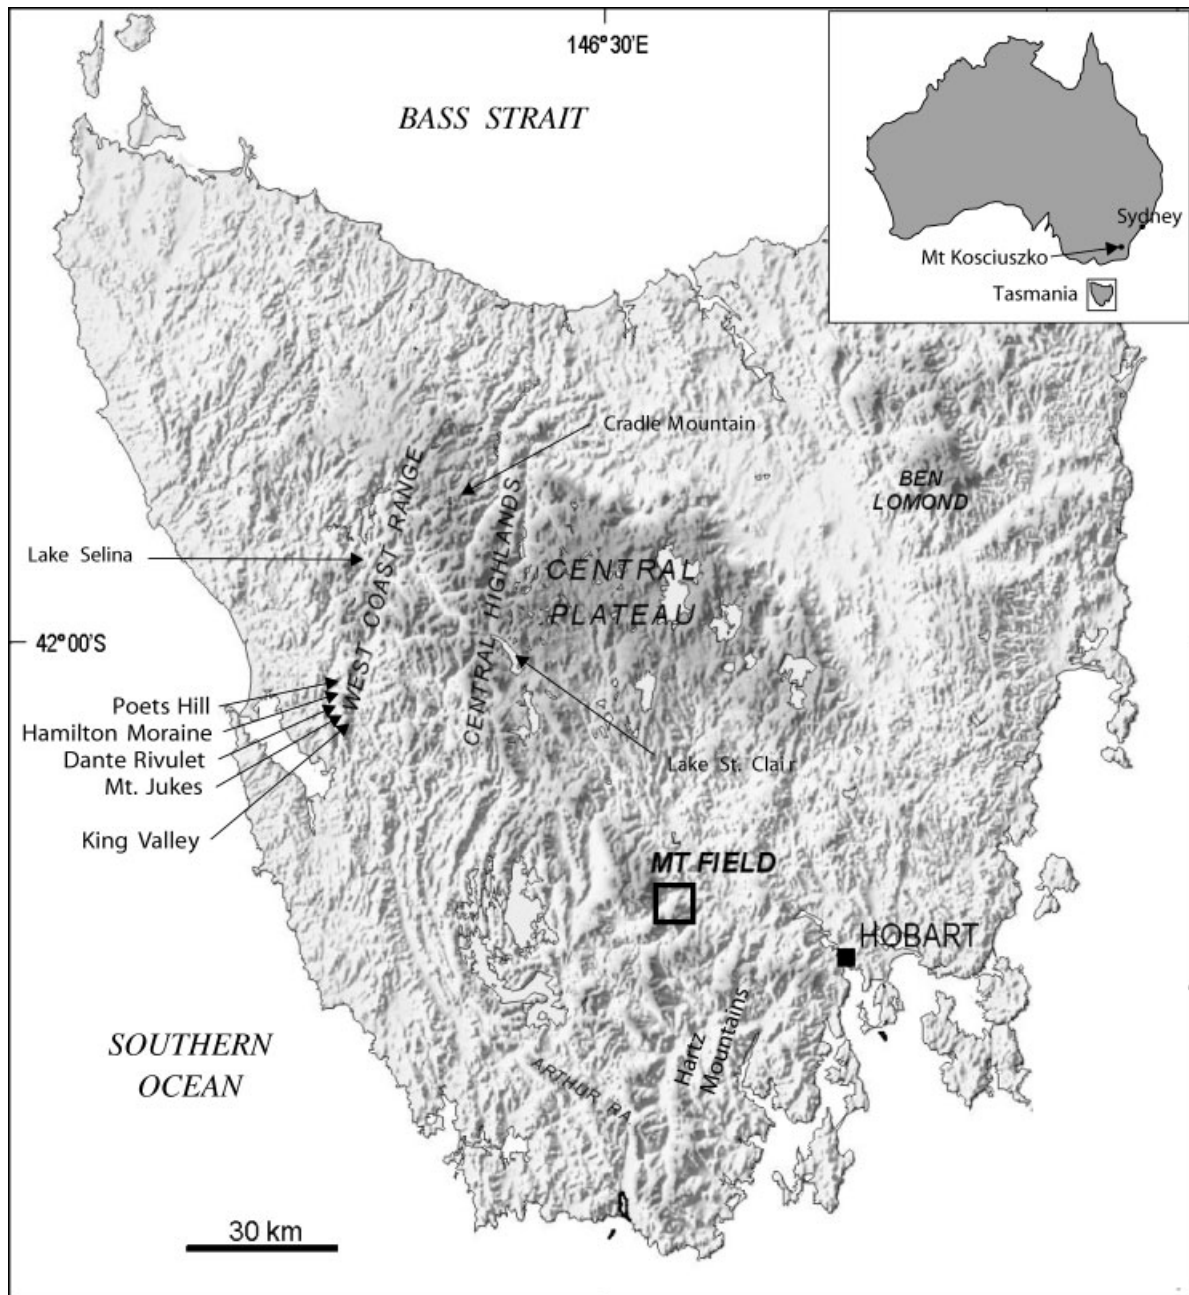 146°30'E
BASS STRAIT
Sydney
Mt Kosciuszko
Tasmania
Cradle Mountain
WEST COAST RANGE
CENTRAL HIGHLANDS
BEN
LOMOND
Lake Selina
CENTRAL
PLATEAU
42°00'S
Poets Hill
Hamilton Moraine
Dante Rivulet
Mt. Jukes
King Valley
Lake St. Clair
MT FIELD
HOBART
Hartz
Mountains
SOUTHERN
OCEAN
ARTHUR RA
30 km